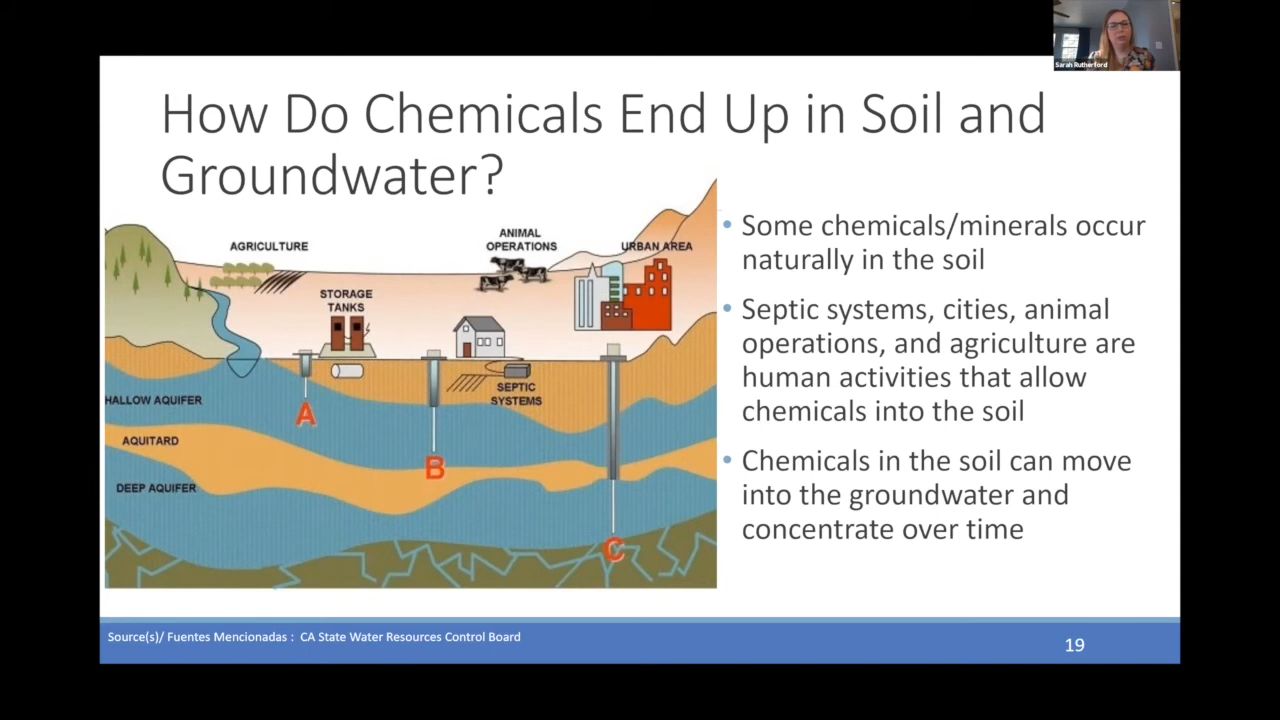 Sarah Rutherford
How Do Chemicals End Up in Soil and
Groundwater?
AGRICULTURE
ANIMAL
OPERATIONS
URBAN AREA
STORAGE
TANKS
SEPTIC
SYSTEMS
HALLOW AQUIFER
AQUITARD
DEEP AQUIFER
A
B
C
• Some chemicals/minerals occur
naturally in the soil
• Septic systems, cities, animal
operations, and agriculture are
human activities that allow
chemicals into the soil
• Chemicals in the soil can move
into the groundwater and
concentrate over time
Source(s)/ Fuentes Mencionadas : CA State Water Resources Control Board
19